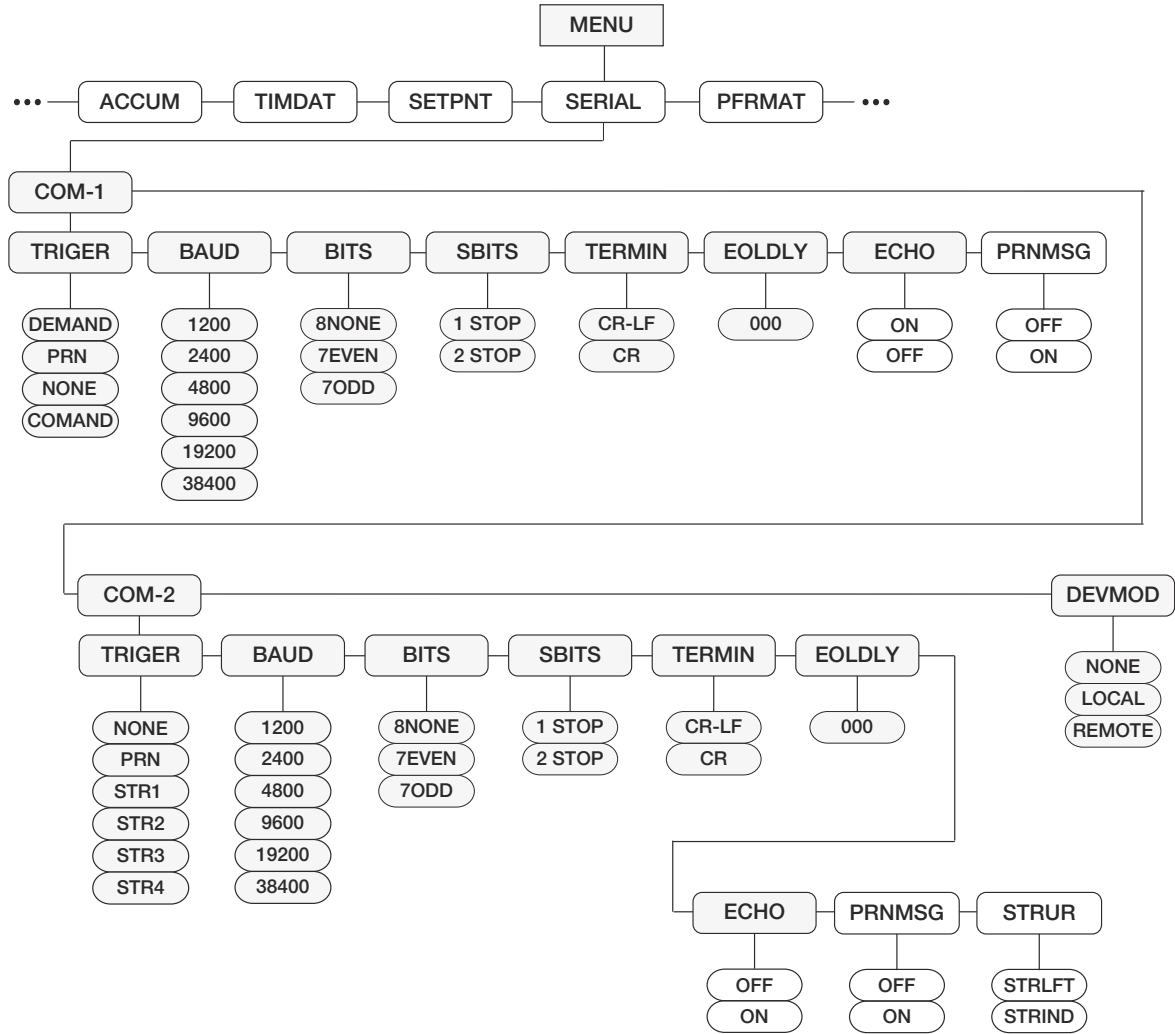 MENU
••• ACCUM TIMDAT SETPNT SERIAL PFRMAT •••
COM-1
TRIGER BAUD BITS SBITS TERMIN EOLDLY ECHO PRNMSG
DEMAND 1200 8NONE 1 STOP CR-LF 000 ON OFF
PRN 2400 7EVEN 2 STOP CR OFF ON
NONE 4800 7ODD
COMAND 9600
19200
38400
COM-2 DEVMOD
TRIGER BAUD BITS SBITS TERMIN EOLDLY NONE
LOCAL
NONE 1200 8NONE 1 STOP CR-LF 000 REMOTE
PRN 2400 7EVEN 2 STOP CR
STR1 4800 7ODD
STR2 9600
STR3 19200
STR4 38400
ECHO PRNMSG STRUR
OFF OFF STRLFT
ON ON STRIND